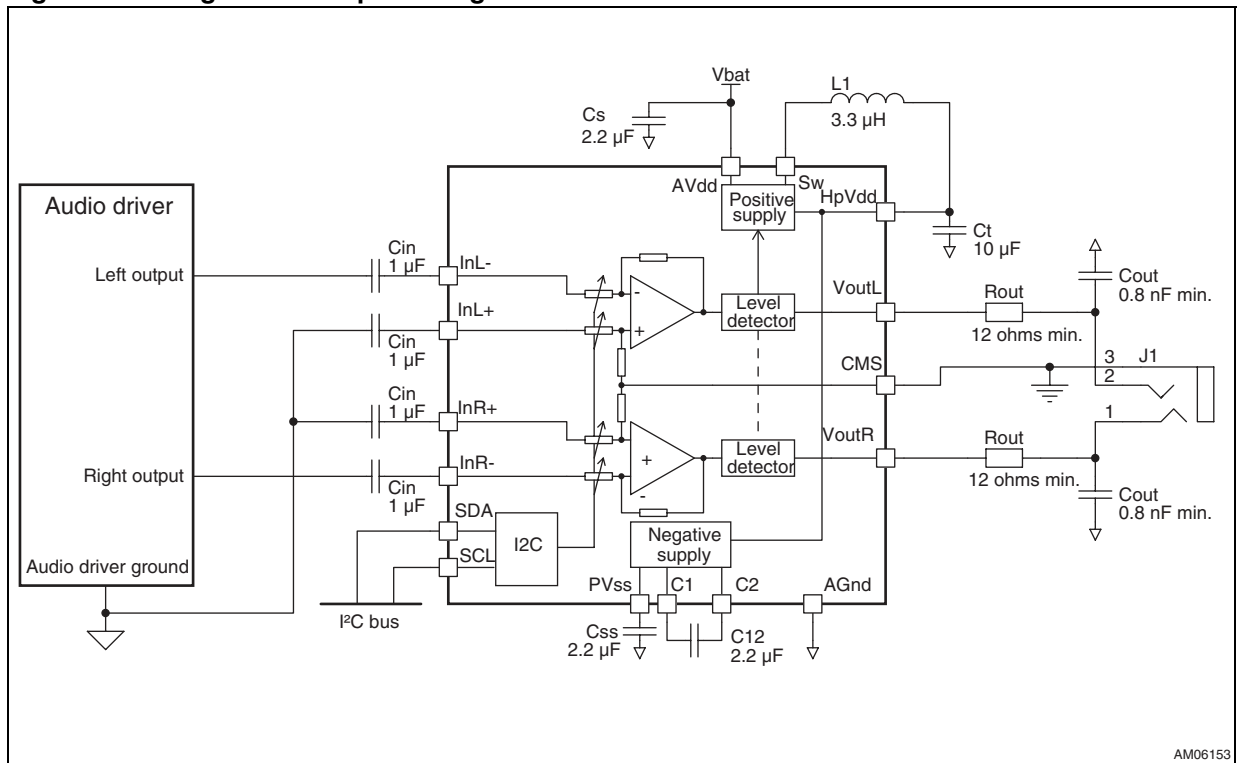 Vbat
L1
3.3 µH
Cs
2.2 µF
AVdd
Sw
HpVdd
Positive
supply
Ct
10 µF
Audio driver
Left output
Cin
1 µF
InL-
-
+
Level
detector
VoutL
Rout
12 ohms min.
Cout
0.8 nF min.
Cin
1 µF
InL+
CMS
3
J1
2
1
Cin
1 µF
InR+
+
-
Level
detector
VoutR
Rout
12 ohms min.
Cout
0.8 nF min.
Right output
Cin
1 µF
InR-
SDA
SCL
I2C
Negative
supply
Audio driver ground
I²C bus
PVss
C1
C2
AGnd
Css
2.2 µF
C12
2.2 µF
AM06153